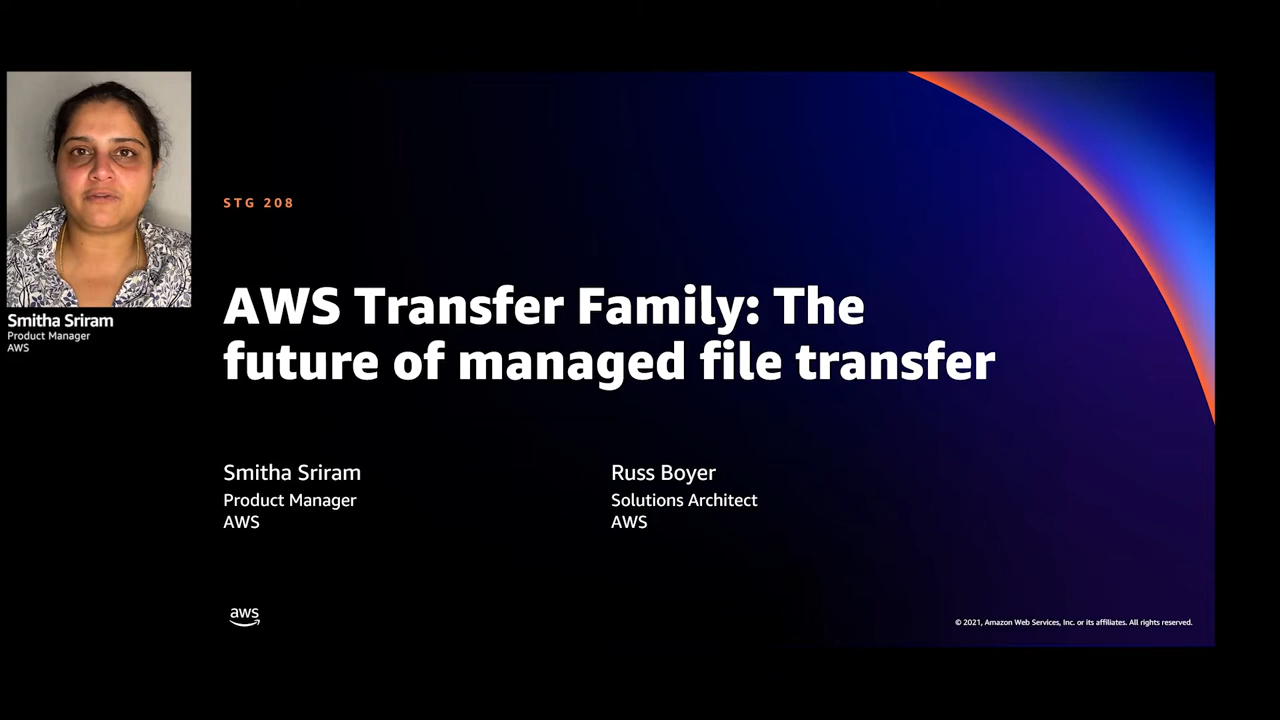 Smitha Sriram
Product Manager
AWS
STG 208
AWS Transfer Family: The
future of managed file transfer
Smitha Sriram
Product Manager
AWS
Russ Boyer
Solutions Architect
AWS
aws
© 2021, Amazon Web Services, Inc. or its affiliates. All rights reserved.